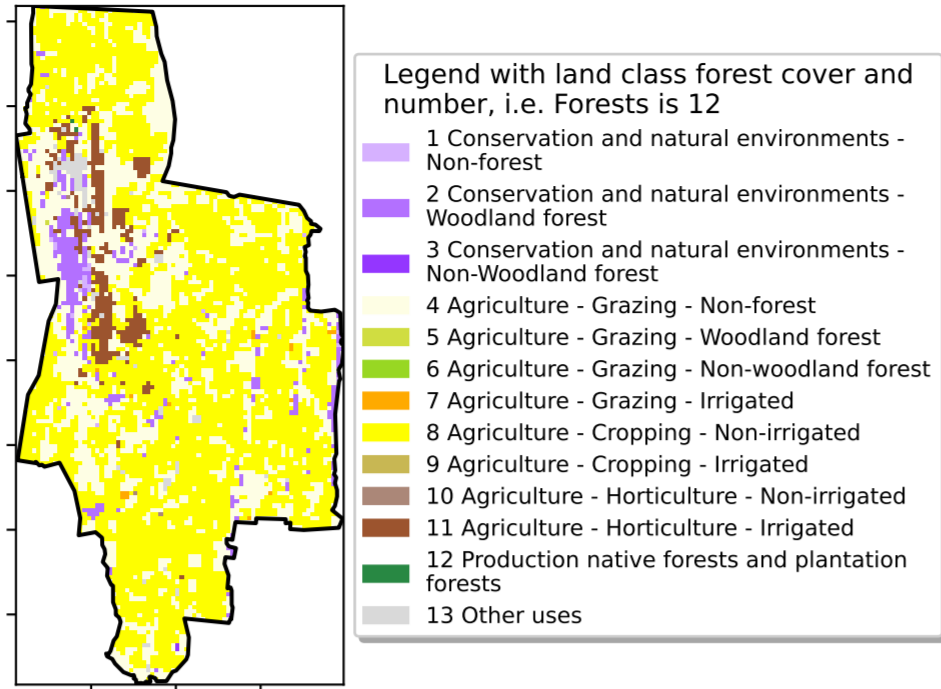 Legend with land class forest cover and
number, i.e. Forests is 12
1 Conservation and natural environments -
Non-forest
2 Conservation and natural environments -
Woodland forest
3 Conservation and natural environments -
Non-Woodland forest
4 Agriculture - Grazing - Non-forest
5 Agriculture - Grazing - Woodland forest
6 Agriculture - Grazing - Non-woodland forest
7 Agriculture - Grazing - Irrigated
8 Agriculture - Cropping - Non-irrigated
9 Agriculture - Cropping - Irrigated
10 Agriculture - Horticulture - Non-irrigated
11 Agriculture - Horticulture - Irrigated
12 Production native forests and plantation
forests
13 Other uses